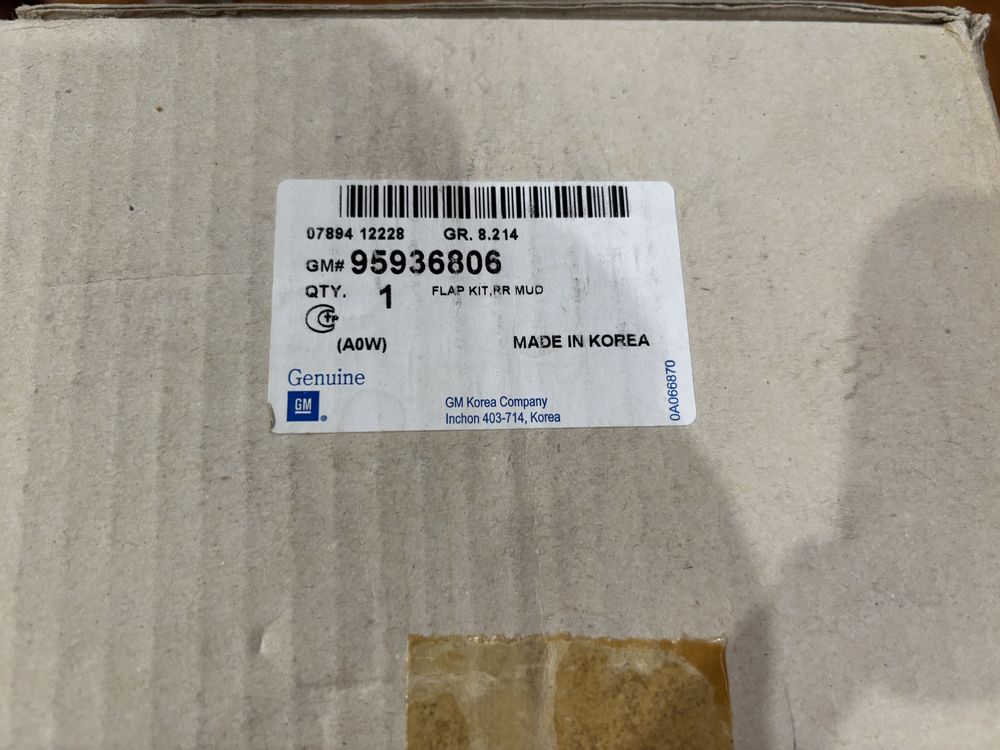 07894 12228 GR. 8.214
GM# 95936806
QTY. 1 FLAP KIT,RR MUD
(A0W) MADE IN KOREA
Genuine
GM
GM Korea Company
Inchon 403-714, Korea
0A066870